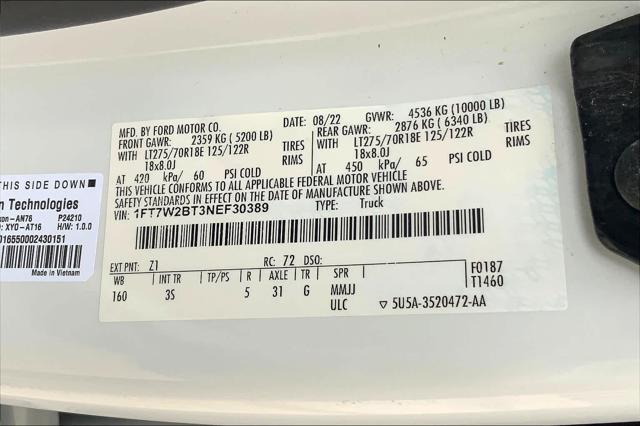 MFD. BY FORD MOTOR CO.
DATE: 08/22 GVWR: 4536 KG (10000 LB)
FRONT GAWR: 2359 KG (5200 LB) REAR GAWR: 2876 KG (6340 LB)
WITH LT275/70R18E 125/122R TIRES WITH LT275/70R18E 125/122R TIRES
18x8.0J RIMS 18x8.0J RIMS
AT 420 kPa/ 60 PSI COLD AT 450 kPa/ 65 PSI COLD
THIS VEHICLE CONFORMS TO ALL APPLICABLE FEDERAL MOTOR VEHICLE
SAFETY STANDARDS IN EFFECT ON THE DATE OF MANUFACTURE SHOWN ABOVE.
VIN: 1FT7W2BT3NEF30389 TYPE: Truck
EXT PNT: Z1 RC: 72 DSO: F0187
WB INT TR TP/PS R AXLE TR SPR T1460
160 3S 5 31 G MMJJ
ULC ▽ 5U5A-3520472-AA
THIS SIDE DOWN
n Technologies
on-AN76 P24210
: XYD-AT16 H/W: 1.0.0
016550002430151
Made in Vietnam